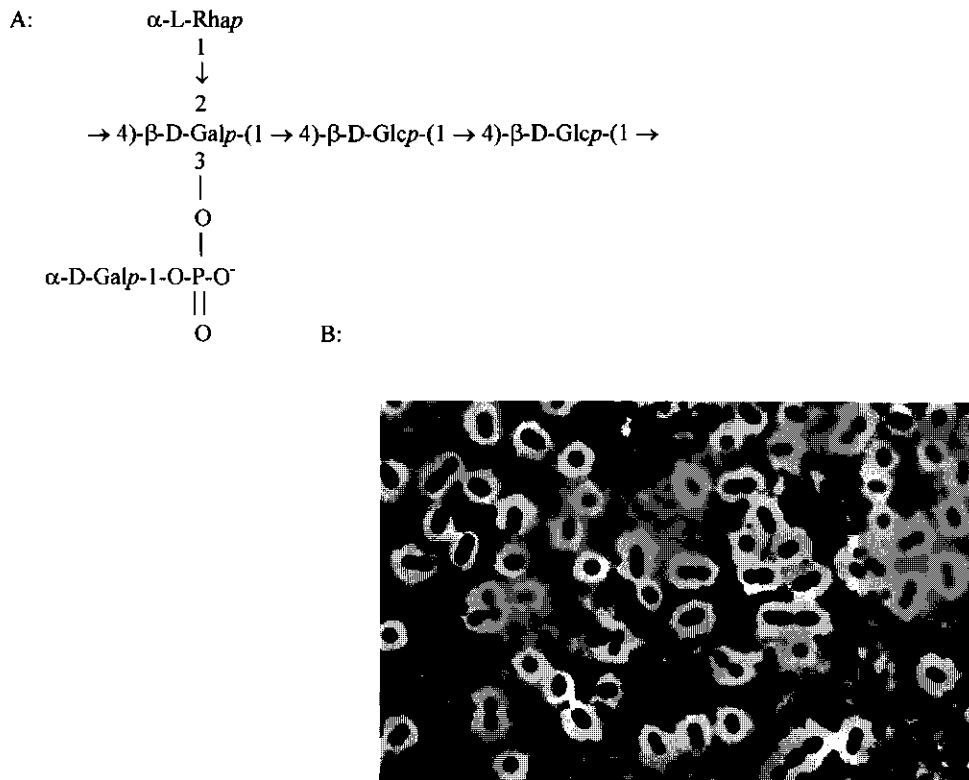 A: α-L-Rhap
1
↓
2
→ 4)-β-D-Galp-(1 → 4)-β-D-Glcp-(1 → 4)-β-D-Glcp-(1 →
3
|
O
|
α-D-Galp-1-O-P-O⁻
||
O B: